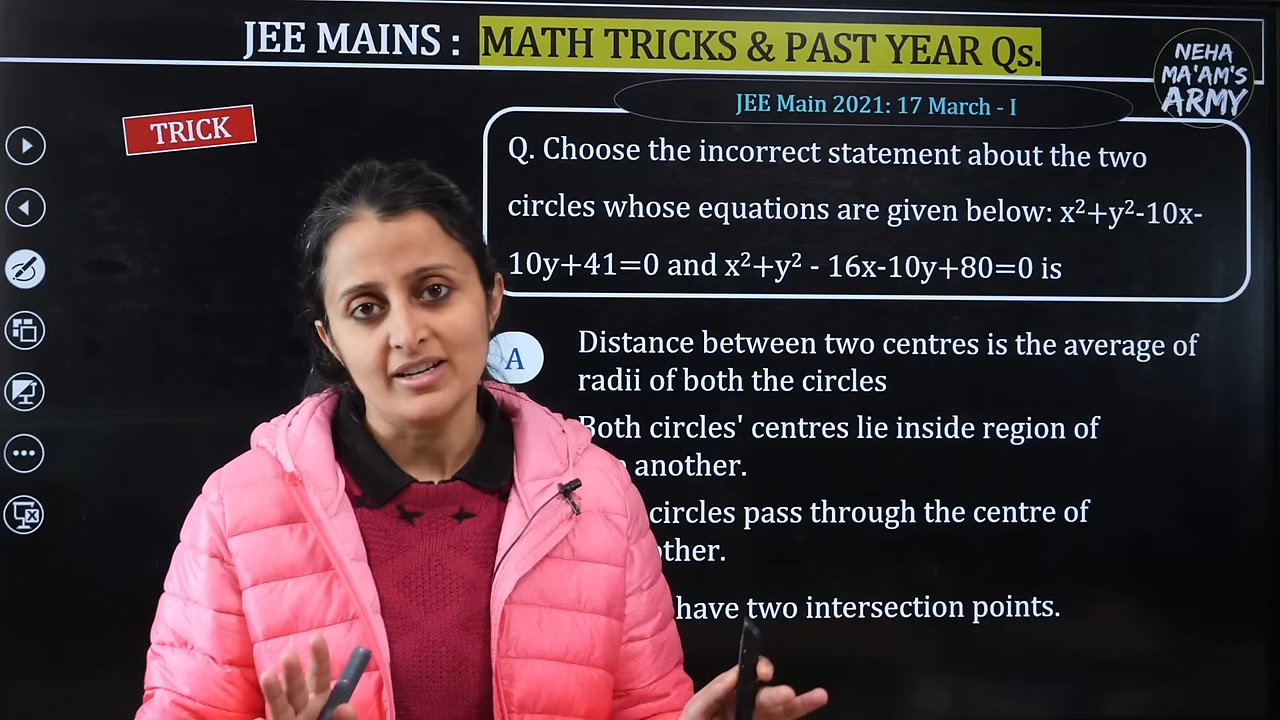 JEE MAINS : MATH TRICKS & PAST YEAR Qs.
NEHA
MA'AM'S
ARMY
JEE Main 2021: 17 March - I
TRICK
Q. Choose the incorrect statement about the two
circles whose equations are given below: x²+y²-10x-
10y+41=0 and x²+y² - 16x-10y+80=0 is
A
Distance between two centres is the average of
radii of both the circles
Both circles' centres lie inside region of
another.
circles pass through the centre of
have two intersection points.